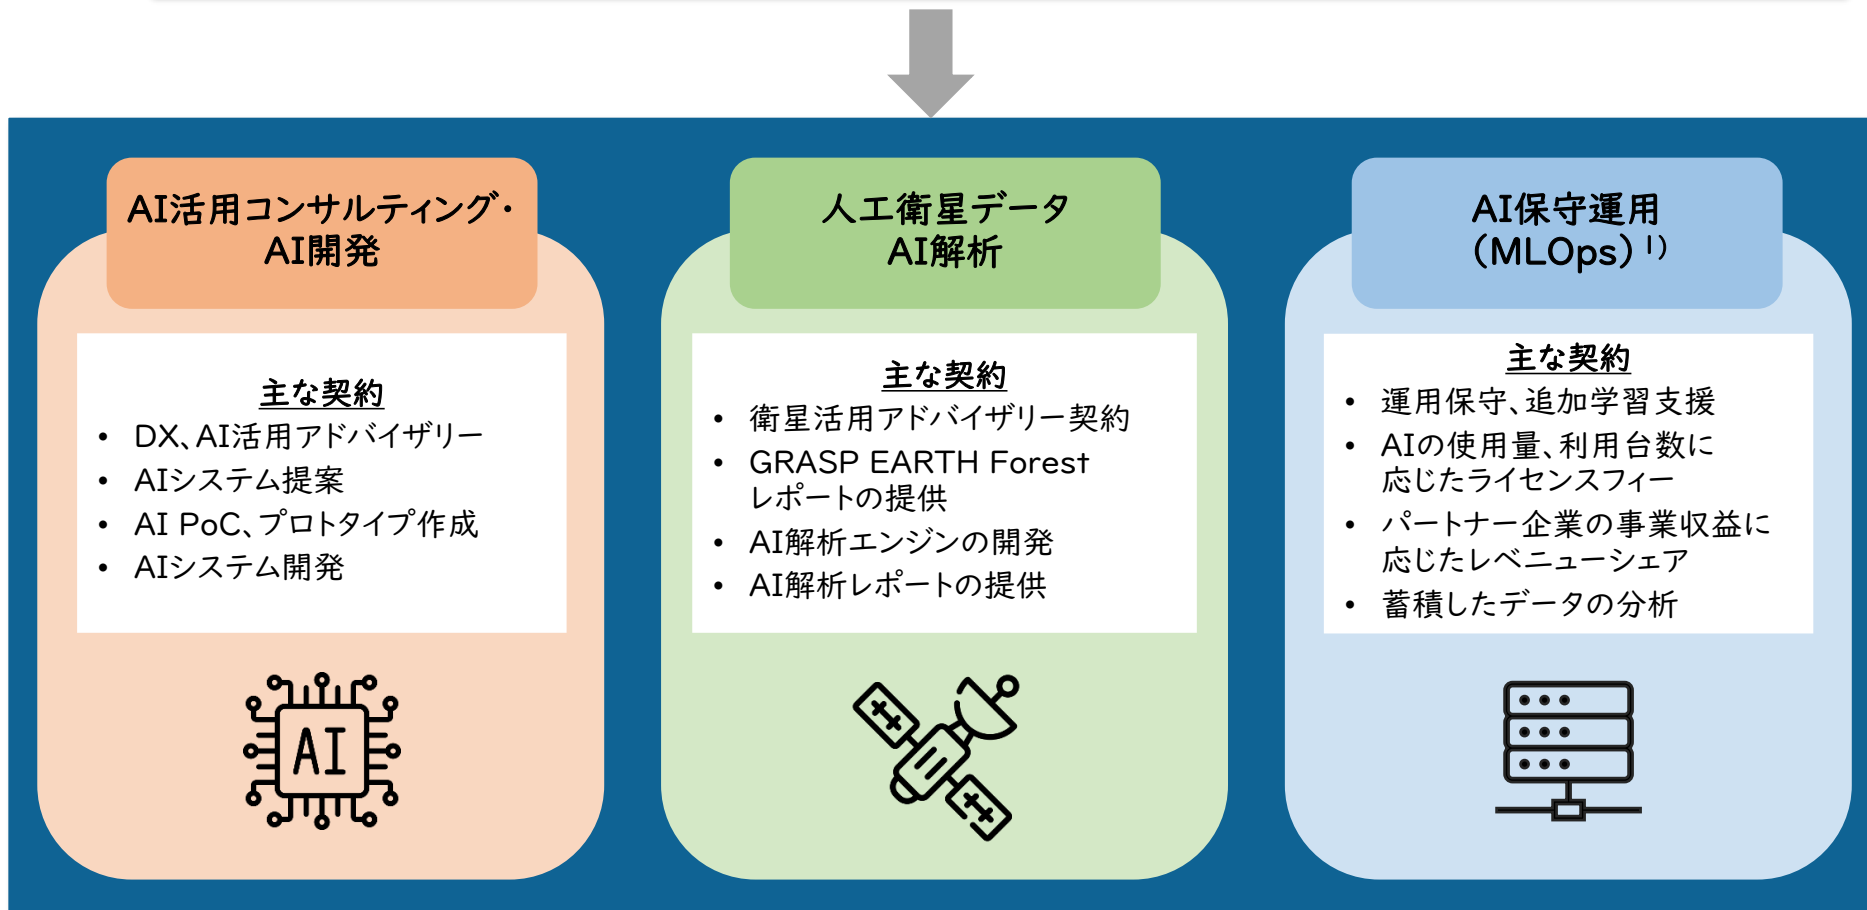 AI活用コンサルティング・
AI開発
主な契約
• DX、AI活用アドバイザリー
• AIシステム提案
• AI PoC、プロトタイプ作成
• AIシステム開発
AI
人工衛星データ
AI解析
主な契約
• 衛星活用アドバイザリー契約
• GRASP EARTH Forest
レポートの提供
• AI解析エンジンの開発
• AI解析レポートの提供
AI保守運用
(MLOps) 1)
主な契約
• 運用保守、追加学習支援
• AIの使用量、利用台数に
応じたライセンスフィー
• パートナー企業の事業収益に
応じたレベニューシェア
• 蓄積したデータの分析